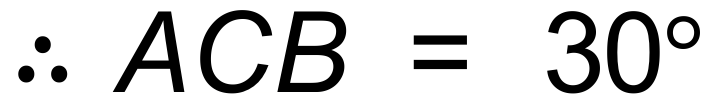 ∴ ACB = 30°